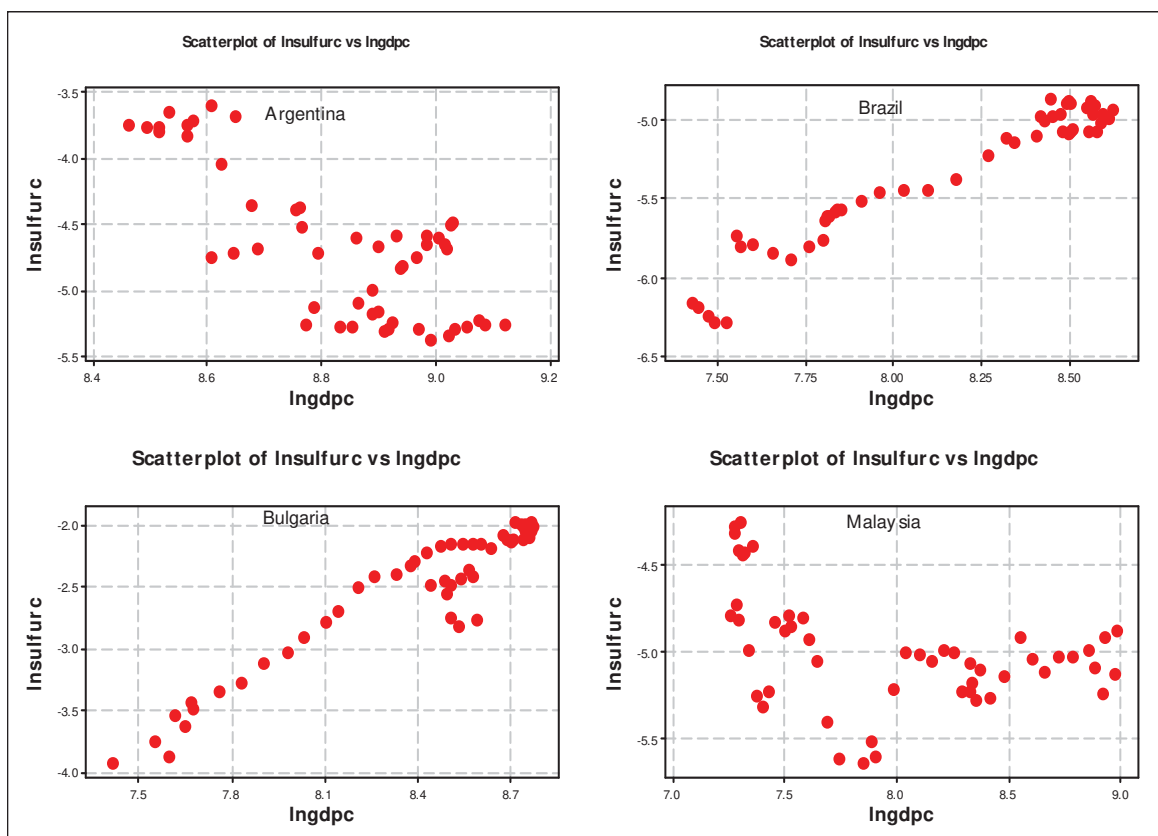 Scatterplot of lnsulfurc vs lngdpc
Argentina
lnsulfurc
-3.5
-4.0
-4.5
-5.0
-5.5
8.4 8.6 8.8 9.0 9.2
lngdpc
Scatterplot of lnsulfurc vs lngdpc
Brazil
lnsulfurc
-5.0
-5.5
-6.0
-6.5
7.50 7.75 8.00 8.25 8.50
lngdpc
Scatterplot of lnsulfurc vs lngdpc
Bulgaria
lnsulfurc
-2.0
-2.5
-3.0
-3.5
-4.0
7.5 7.8 8.1 8.4 8.7
lngdpc
Scatterplot of lnsulfurc vs lngdpc
Malaysia
lnsulfurc
-4.5
-5.0
-5.5
7.0 7.5 8.0 8.5 9.0
lngdpc